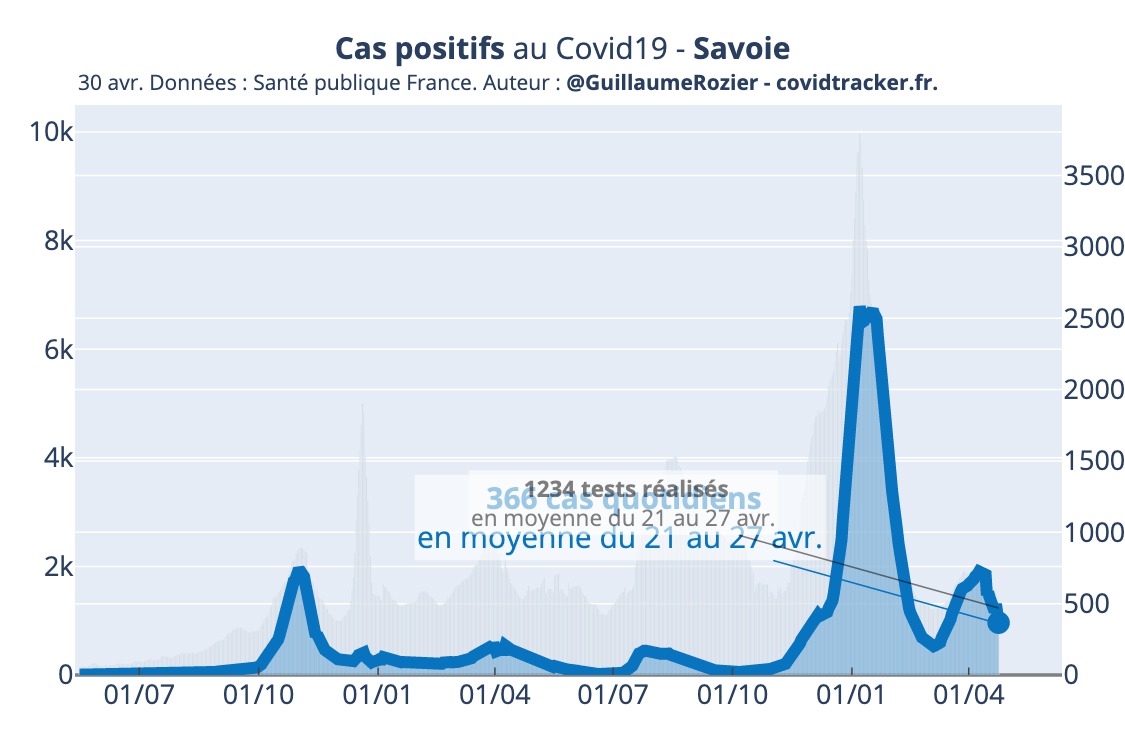 Cas positifs au Covid19 - Savoie
30 avr. Données : Santé publique France. Auteur : @GuillaumeRozier - covidtracker.fr.
10k
8k
6k
4k
2k
0
3500
3000
2500
2000
1500
1000
500
0
1234 tests réalisés
366 cas quotidiens
en moyenne du 21 au 27 avr.
en moyenne du 21 au 27 avr.
01/07 01/10 01/01 01/04 01/07 01/10 01/01 01/04